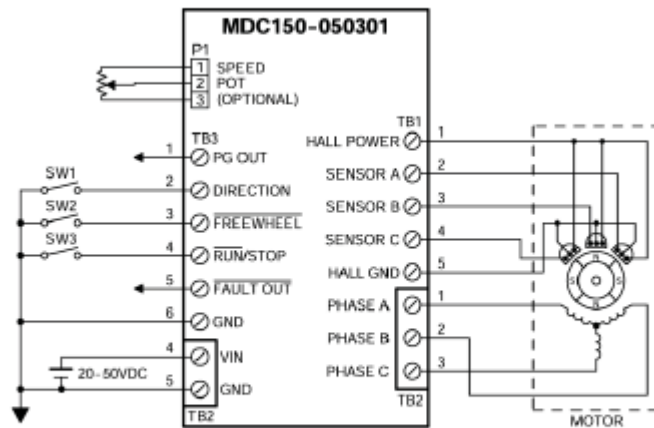 MDC150-050301
P1
1 SPEED
2 POT
3 (OPTIONAL)
TB3
1 PG OUT
SW1
2 DIRECTION
SW2
3 FREEWHEEL
SW3
4 RUN/STOP
5 FAULT OUT
6 GND
4 VIN
20-50VDC
5 GND
TB2
TB1
HALL POWER 1
SENSOR A 2
SENSOR B 3
SENSOR C 4
HALL GND 5
PHASE A 1
PHASE B 2
PHASE C 3
TB2
MOTOR